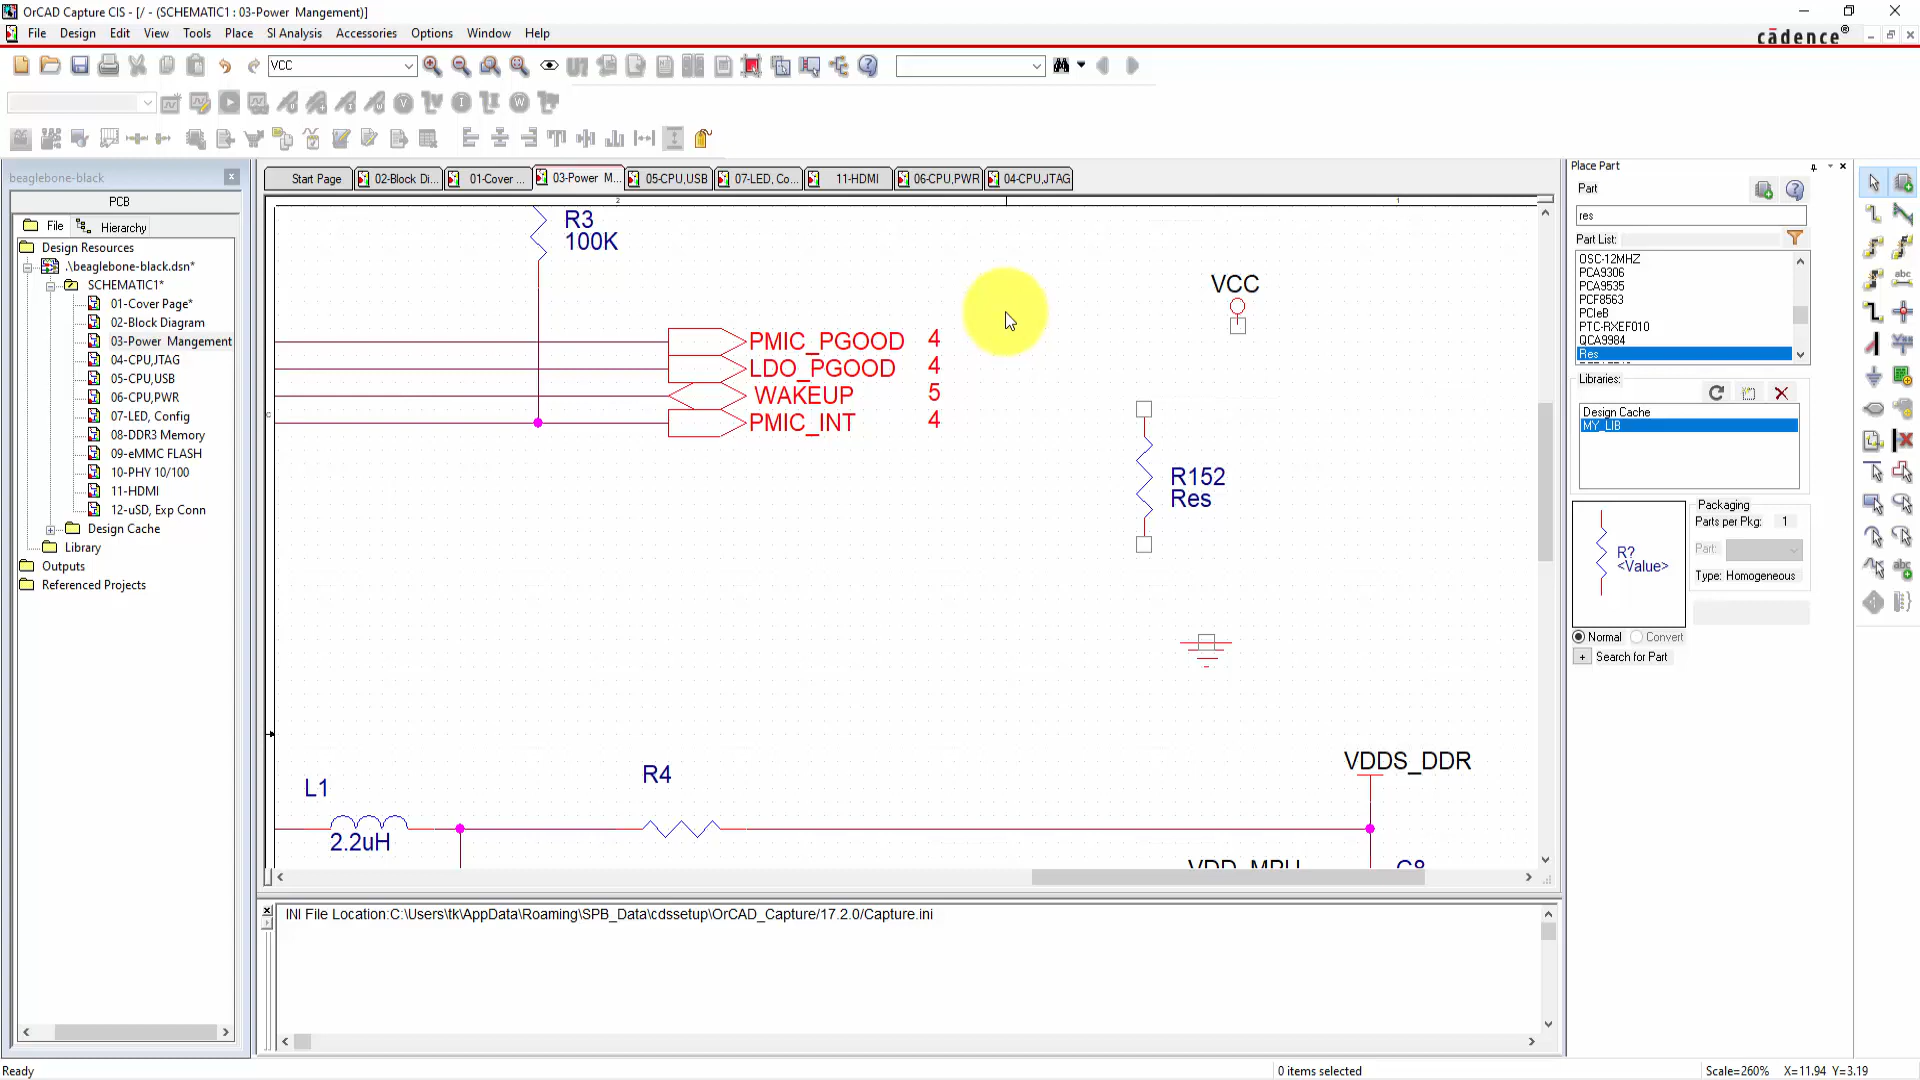 OrCAD Capture CIS - [/ - (SCHEMATIC1 : 03-Power  Mangement)]
File Design Edit View Tools Place SI Analysis Accessories Options Window Help
cādence®
VCC
beaglebone-black
PCB
File Hierarchy
Design Resources
.\beaglebone-black.dsn*
SCHEMATIC1*
01-Cover Page*
02-Block Diagram
03-Power  Mangement
04-CPU,JTAG
05-CPU,USB
06-CPU,PWR
07-LED, Config
08-DDR3 Memory
09-eMMC FLASH
10-PHY 10/100
11-HDMI
12-uSD, Exp Conn
Design Cache
Library
Outputs
Referenced Projects
Start Page 02-Block Di... 01-Cover ... 03-Power  M... 05-CPU,USB 07-LED, Co... 11-HDMI 06-CPU,PWR 04-CPU,JTAG
2 1
C
R3
100K
VCC
PMIC_PGOOD 4
LDO_PGOOD 4
WAKEUP 5
PMIC_INT 4
R152
Res
VDDS_DDR
L1
R4
2.2uH
VDD_MPU
C8
Place Part
Part
res
Part List:
OSC-12MHZ
PCA9306
PCA9535
PCF8563
PCIeB
PTC-RXEF010
QCA9984
Res
Libraries:
Design Cache
MY_LIB
Packaging
Parts per Pkg: 1
Part:
Type: Homogeneous
R?
<Value>
Normal Convert
+ Search for Part
INI File Location:C:\Users\tk\AppData\Roaming\SPB_Data\cdssetup\OrCAD_Capture/17.2.0/Capture.ini
Ready
0 items selected
Scale=260% X=11.94 Y=3.19